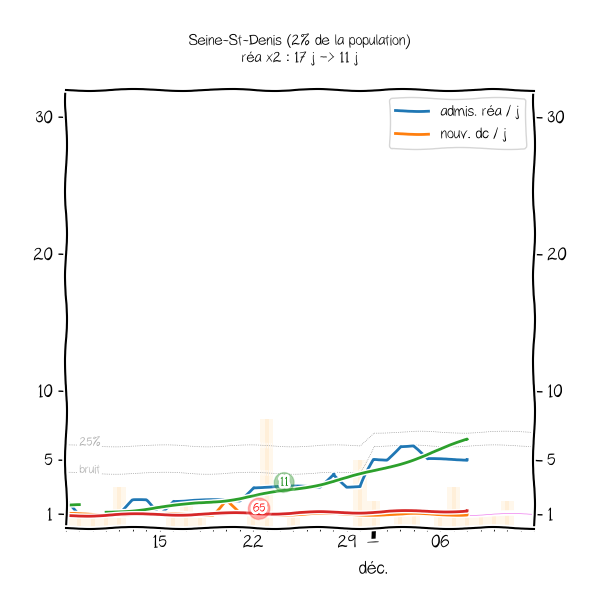 Seine-St-Denis (2% de la population)
réa x2 : 17 j -> 11 j
admis. réa / j
nouv. dc / j
30
30
20
20
10
10
25%
5
5
bruit
11
65
1
1
15
22
29
06
déc.